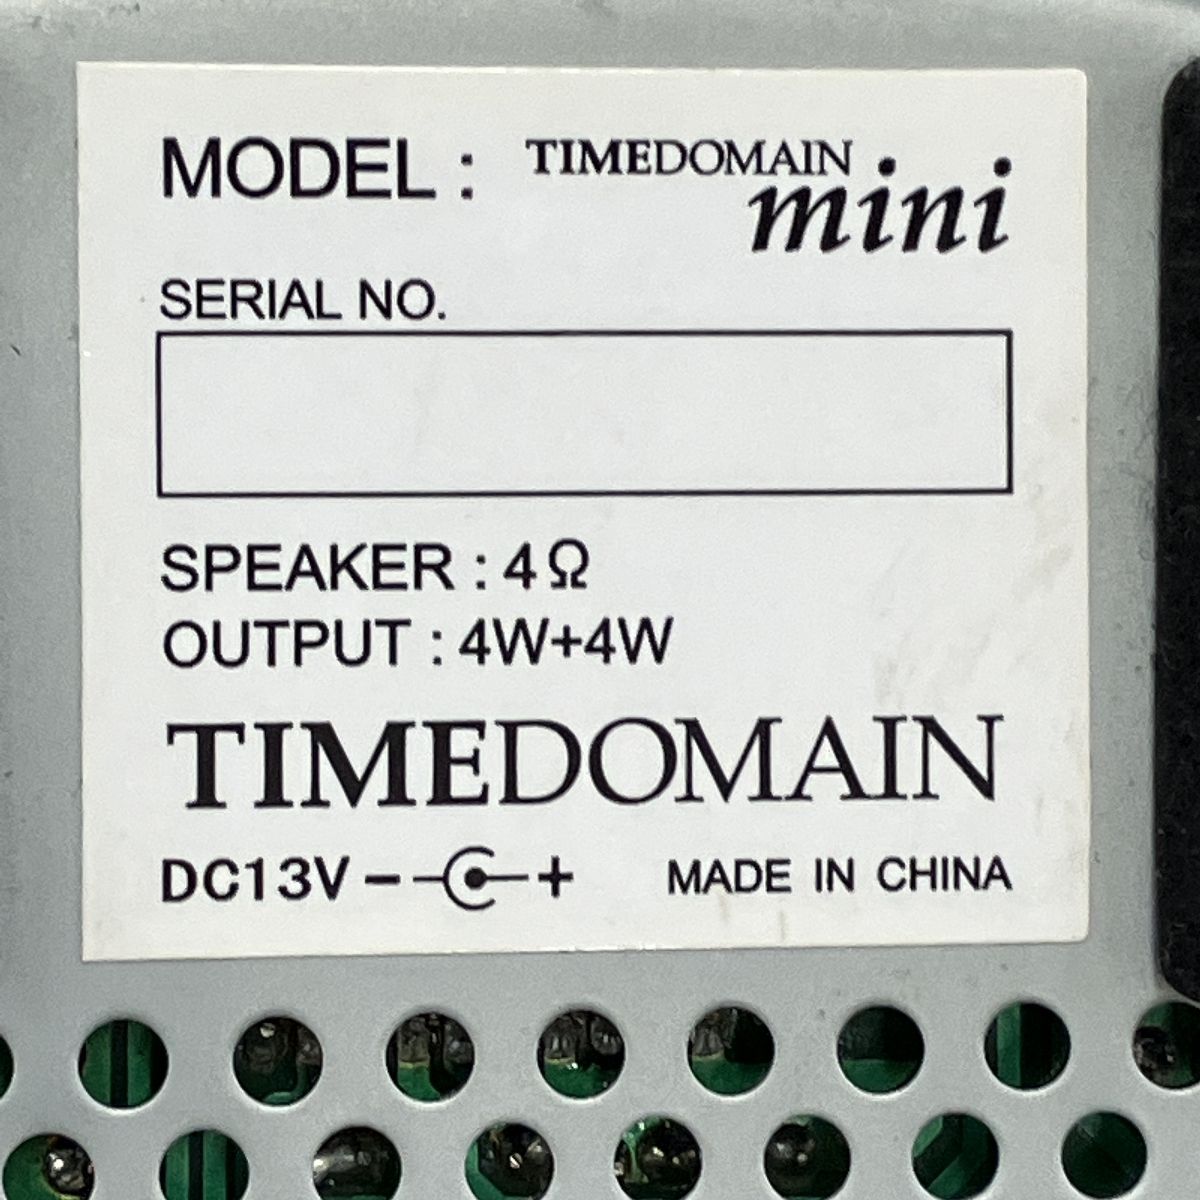 MODEL : TIMEDOMAIN
mini
SERIAL NO.
SPEAKER : 4Ω
OUTPUT : 4W+4W
TIMEDOMAIN
DC13V - + MADE IN CHINA